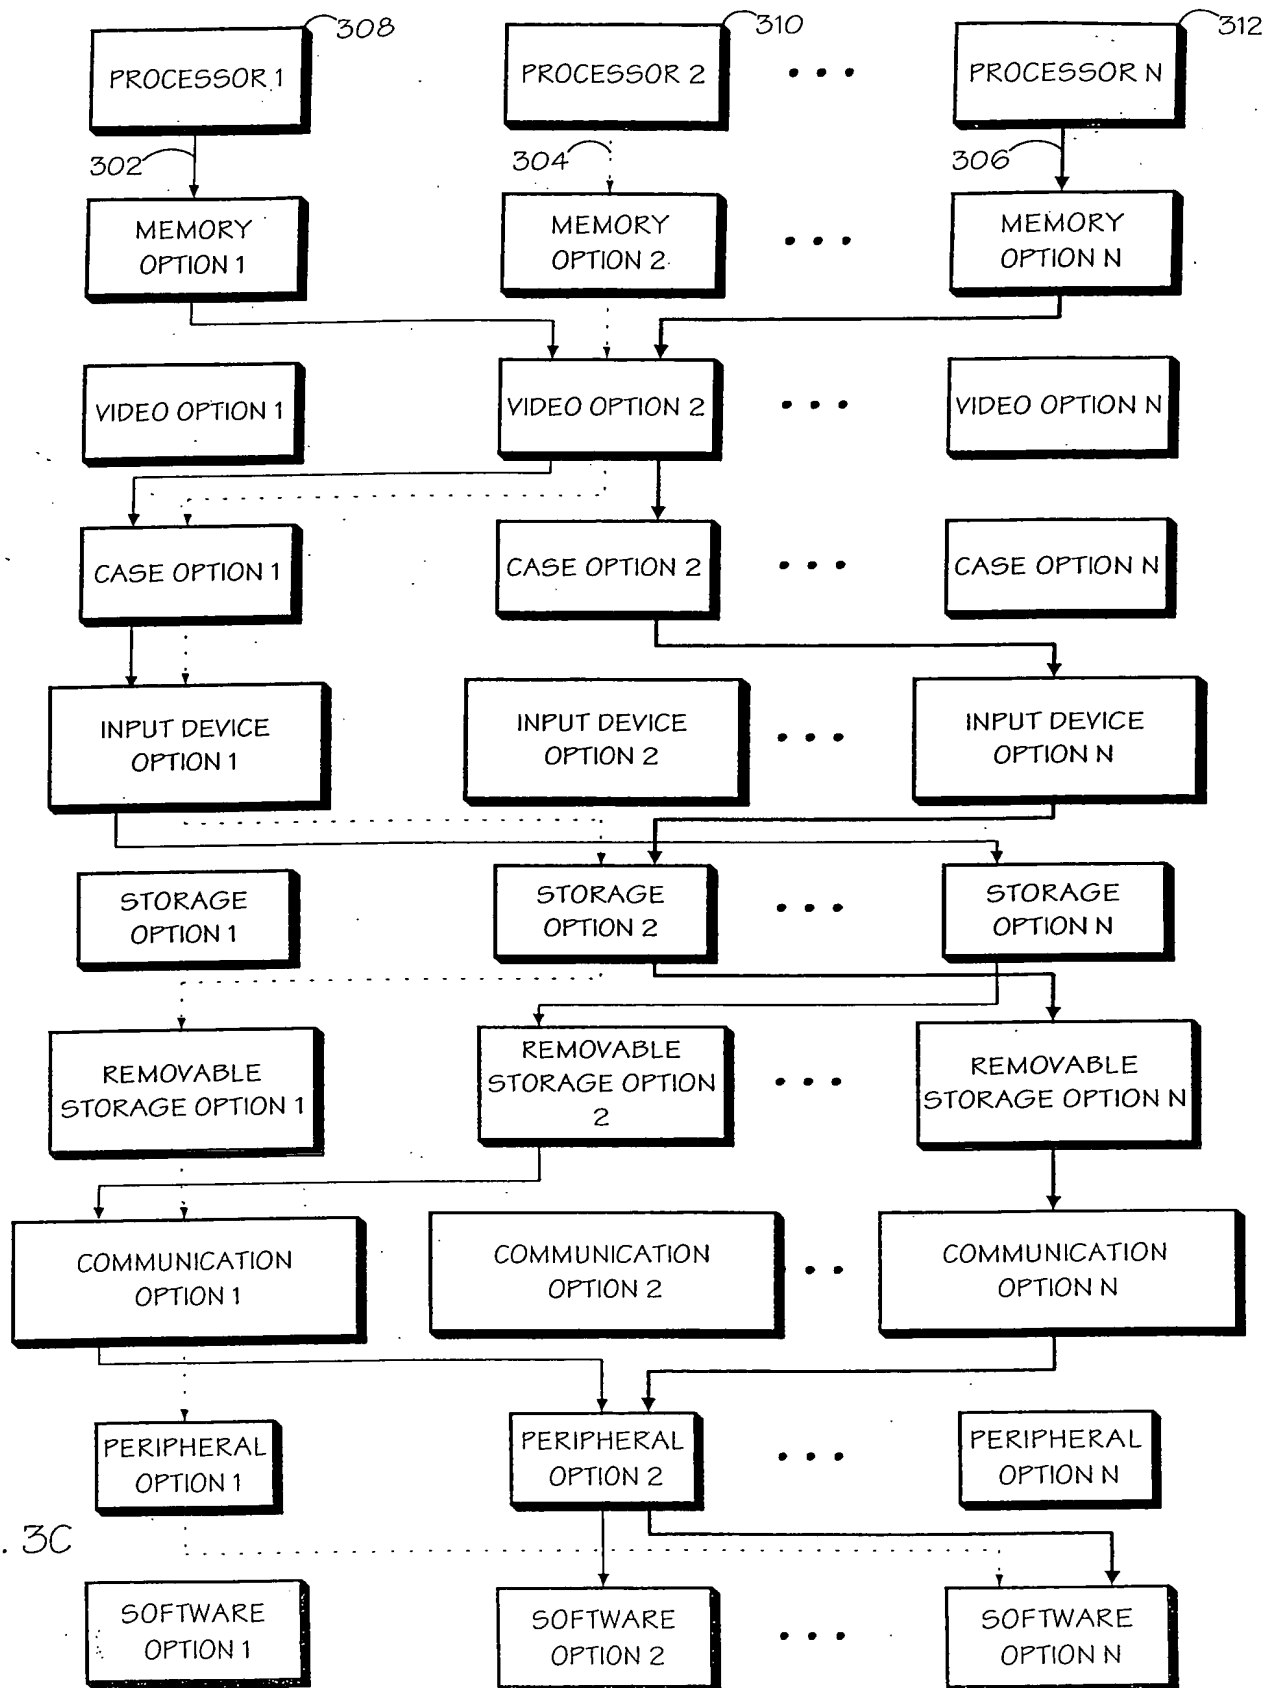 308
310
312
PROCESSOR 1
PROCESSOR 2
PROCESSOR N
302
304
306
MEMORY
OPTION 1
MEMORY
OPTION 2
MEMORY
OPTION N
VIDEO OPTION 1
VIDEO OPTION 2
VIDEO OPTION N
CASE OPTION 1
CASE OPTION 2
CASE OPTION N
INPUT DEVICE
OPTION 1
INPUT DEVICE
OPTION 2
INPUT DEVICE
OPTION N
STORAGE
OPTION 1
STORAGE
OPTION 2
STORAGE
OPTION N
REMOVABLE
STORAGE OPTION 1
REMOVABLE
STORAGE OPTION
2
REMOVABLE
STORAGE OPTION N
COMMUNICATION
OPTION 1
COMMUNICATION
OPTION 2
COMMUNICATION
OPTION N
PERIPHERAL
OPTION 1
PERIPHERAL
OPTION 2
PERIPHERAL
OPTION N
. 3C
SOFTWARE
OPTION 1
SOFTWARE
OPTION 2
SOFTWARE
OPTION N